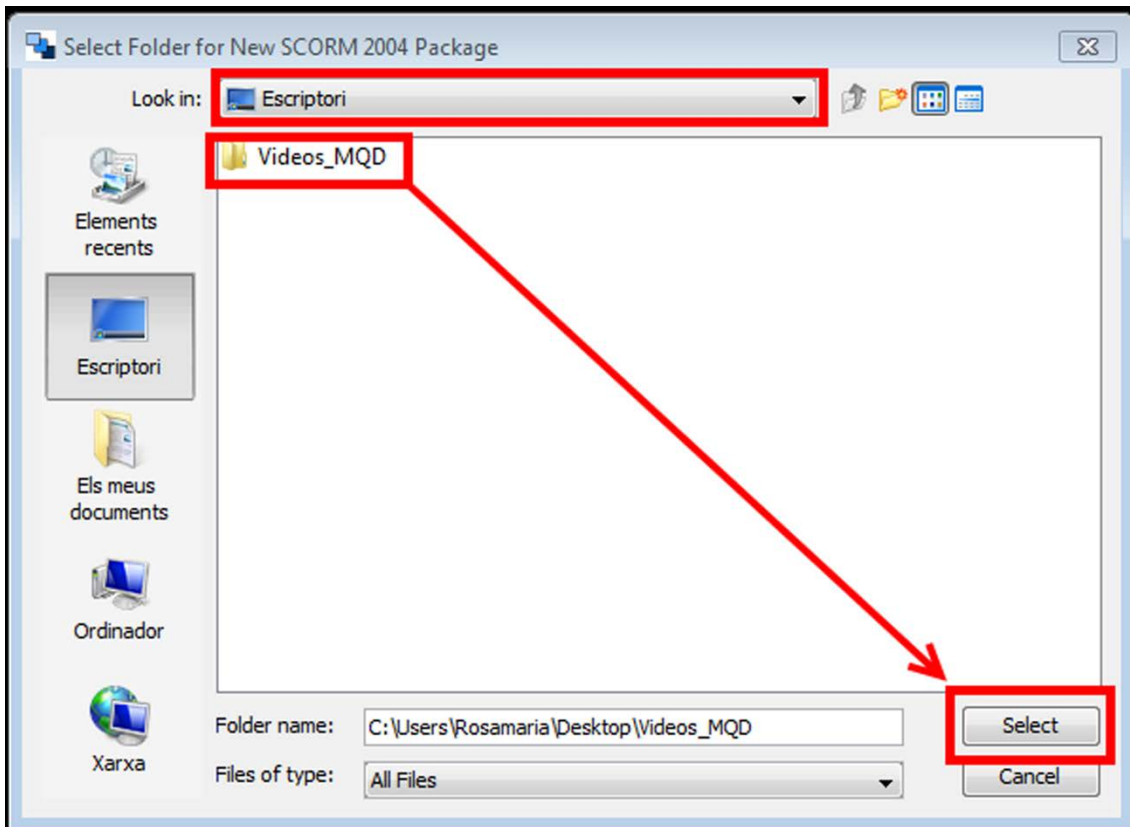 Select Folder for New SCORM 2004 Package
Look in: Escriptori
Videos_MQD
Elements
recents
Escriptori
Els meus
documents
Ordinador
Xarxa
Folder name: C:\Users\Rosamaria\Desktop\Videos_MQD
Select
Files of type: All Files
Cancel